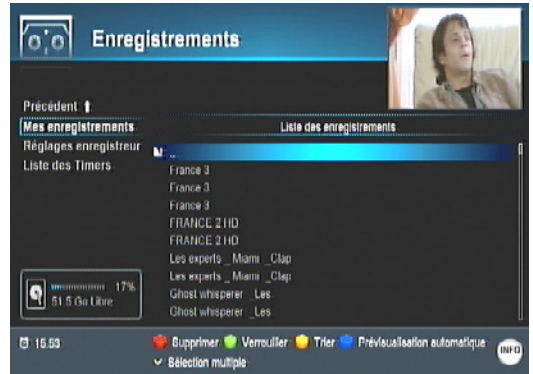 Enregistrements
Précédent
Mes enregistrements
Réglages enregistreur
Liste des Timers
Liste des enregistrements
..
France 3
France 3
France 3
FRANCE 2 HD
FRANCE 2 HD
Les experts _ Miami _Clap
Les experts _ Miami _Clap
Ghost whisperer _Les
Ghost whisperer _Les
17%
51.5 Go Libre
15.53
Supprimer Verrouiller Trier Prévisualisation automatique
Sélection multiple
INFO